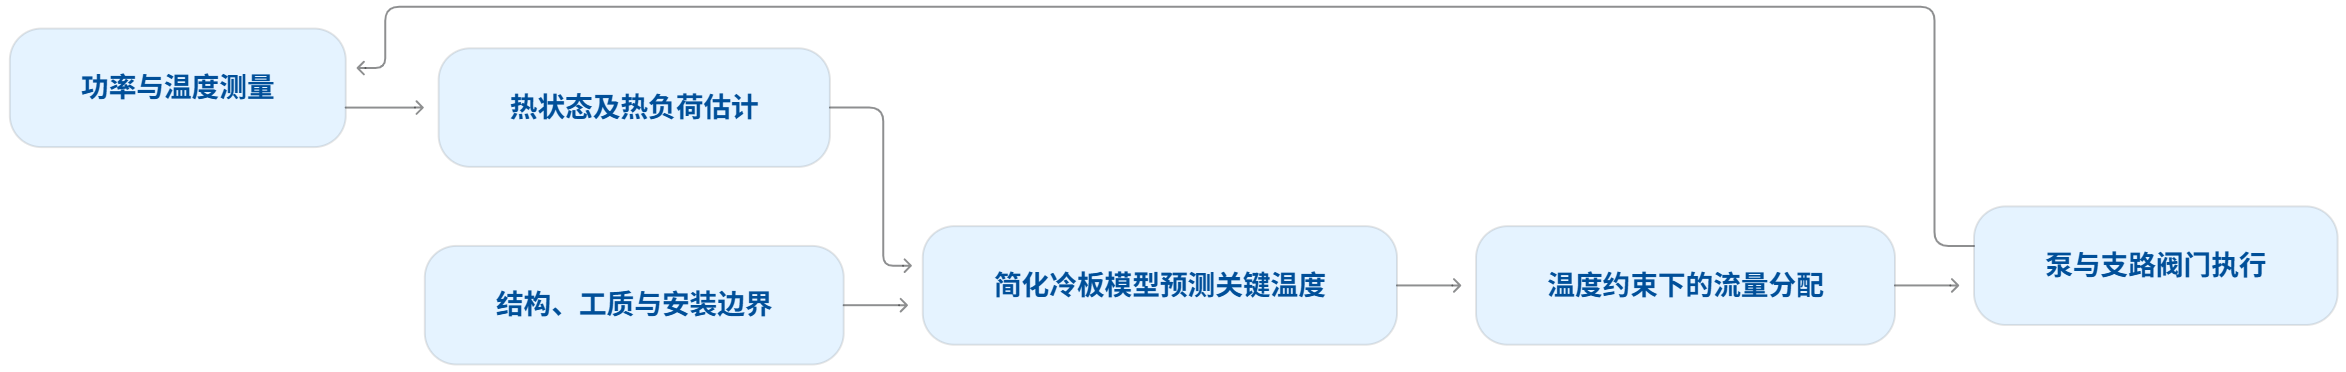 功率与温度测量
热状态及热负荷估计
结构、工质与安装边界
简化冷板模型预测关键温度
温度约束下的流量分配
泵与支路阀门执行